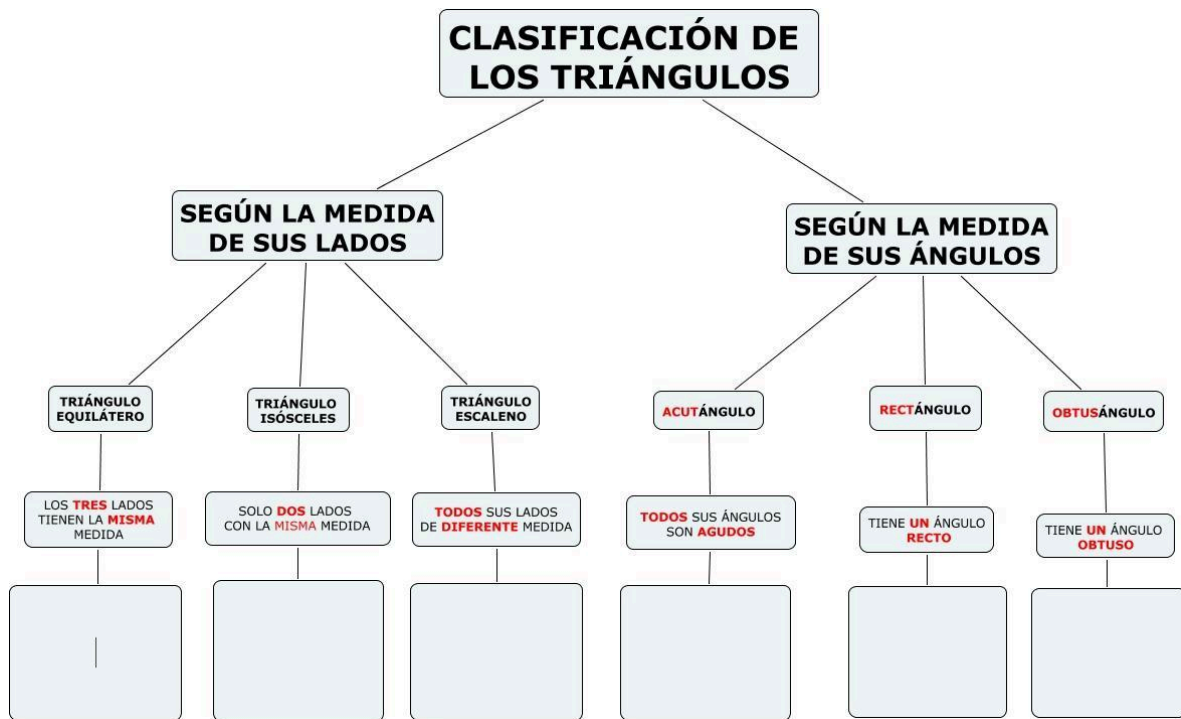 CLASIFICACIÓN DE
LOS TRIÁNGULOS
SEGÚN LA MEDIDA
DE SUS LADOS
SEGÚN LA MEDIDA
DE SUS ÁNGULOS
TRIÁNGULO
EQUILÁTERO
TRIÁNGULO
ISÓSCELES
TRIÁNGULO
ESCALENO
ACUTÁNGULO
RECTÁNGULO
OBTUSÁNGULO
LOS TRES LADOS
TIENEN LA MISMA
MEDIDA
SOLO DOS LADOS
CON LA MISMA MEDIDA
TODOS SUS LADOS
DE DIFERENTE MEDIDA
TODOS SUS ÁNGULOS
SON AGUDOS
TIENE UN ÁNGULO
RECTO
TIENE UN ÁNGULO
OBTUSO